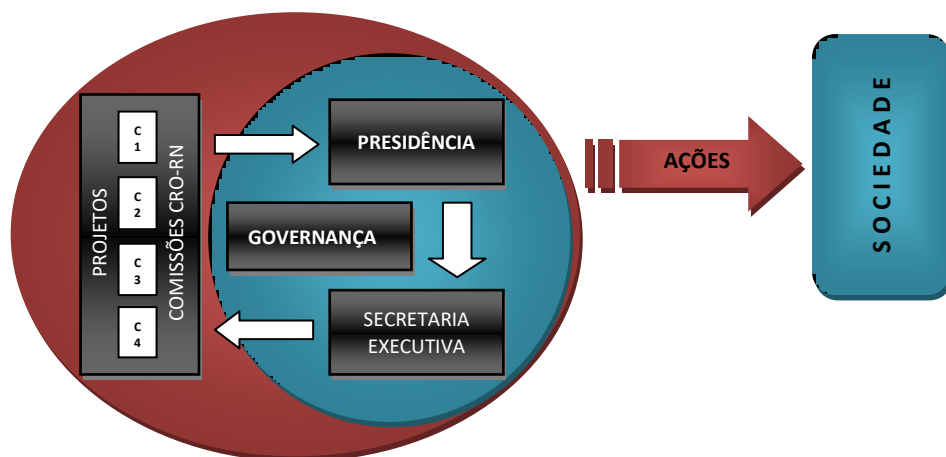 PROJETOS
C
1
C
2
C
3
C
4
COMISSÕES CRO-RN
PRESIDÊNCIA
GOVERNANÇA
SECRETARIA
EXECUTIVA
AÇÕES
SOCIEDADE